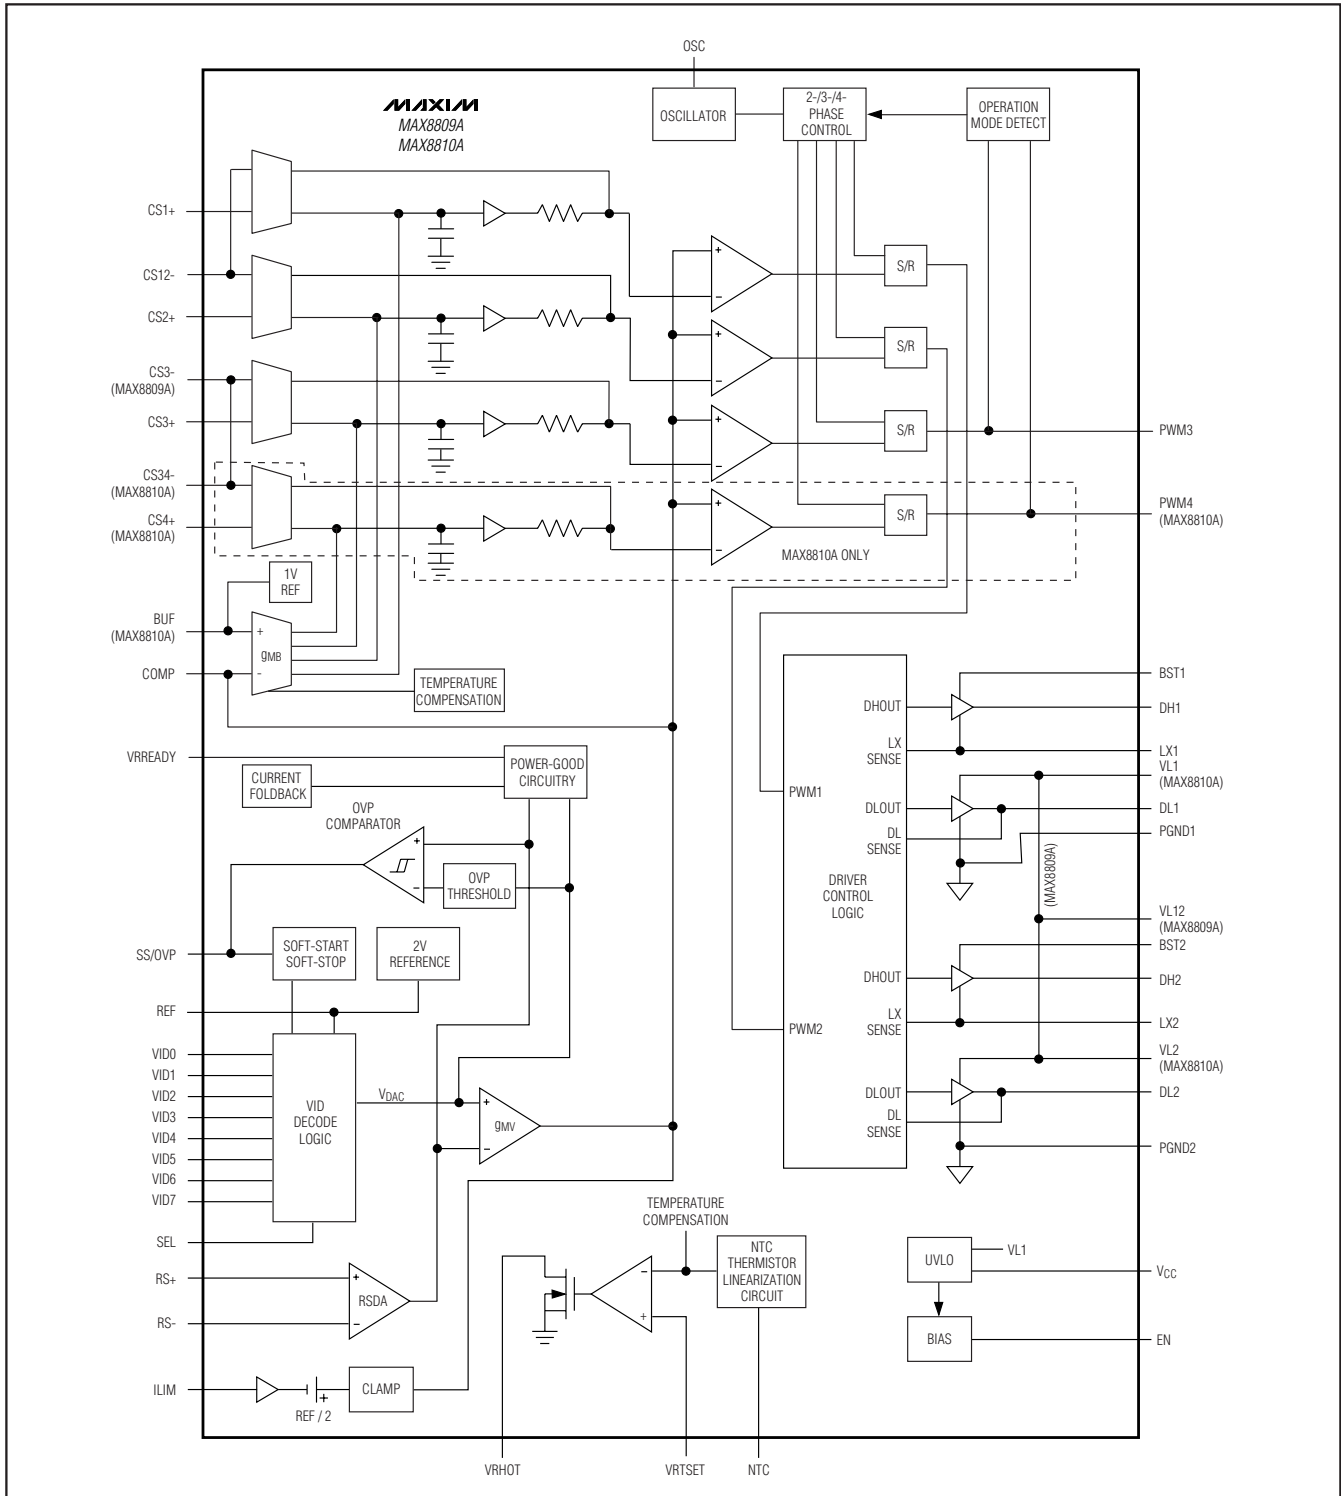 OSC
MAXIM
MAX8809A
MAX8810A
OSCILLATOR
2-/3-/4-
PHASE
CONTROL
OPERATION
MODE DETECT
CS1+
CS12-
CS2+
CS3-
(MAX8809A)
CS3+
CS34-
(MAX8810A)
CS4+
(MAX8810A)
+
−
S/R
+
−
S/R
+
−
S/R
PWM3
+
−
S/R
PWM4
(MAX8810A)
MAX8810A ONLY
1V
REF
BUF
(MAX8810A)
COMP
+
gMB
-
TEMPERATURE
COMPENSATION
VRREADY
CURRENT
FOLDBACK
POWER-GOOD
CIRCUITRY
OVP
COMPARATOR
+
−
OVP
THRESHOLD
SS/OVP
SOFT-START
SOFT-STOP
2V
REFERENCE
REF
VID0
VID1
VID2
VID3
VID4
VID5
VID6
VID7
VID
DECODE
LOGIC
VDAC
+
gMV
−
SEL
RS+
RS-
+
RSDA
−
ILIM
+
REF / 2
CLAMP
PWM1
PWM2
DRIVER
CONTROL
LOGIC
DHOUT
LX
SENSE
DLOUT
DL
SENSE
DHOUT
LX
SENSE
DLOUT
DL
SENSE
(MAX8809A)
BST1
DH1
LX1
VL1
(MAX8810A)
DL1
PGND1
VL12
(MAX8809A)
BST2
DH2
LX2
VL2
(MAX8810A)
DL2
PGND2
TEMPERATURE
COMPENSATION
−
+
NTC
THERMISTOR
LINEARIZATION
CIRCUIT
UVLO
VL1
VCC
BIAS
EN
VRHOT
VRTSET
NTC